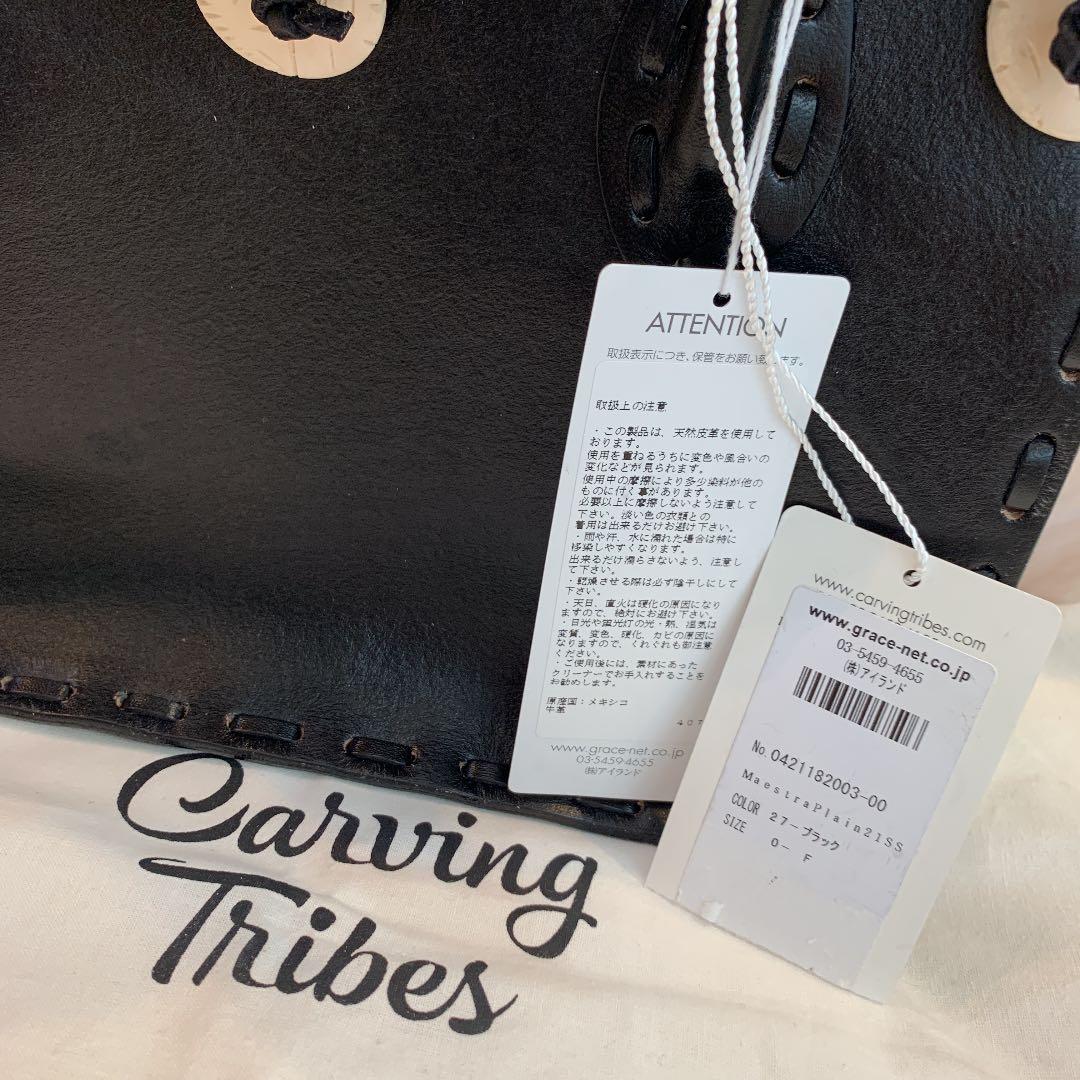 ATTENTION
取扱表示につき、保管をお願い致します。
取扱上の注意
・この製品は、天然皮革を使用して
おります。
使用を重ねるうちに変色や風合いの
変化などが見られます。
使用中の摩擦により多少染料が他の
ものに付く事があります。
必要以上に摩擦しないよう注意して
下さい。淡い色の衣類との
着用は出来るだけお避け下さい。
・雨や汗、水に濡れた場合は特に
移染しやすくなります。
出来るだけ濡らさないよう、注意し
て下さい。
・乾燥させる際は必ず陰干しにして
下さい。
・天日、直火は硬化の原因になり
ますので、絶対にお避け下さい。
・日光や蛍光灯の光・熱、湿気は
変質、変色、硬化、カビの原因に
なりますので、くれぐれも御注意
ください。
・ご使用後には、素材にあった
クリーナーでお手入れすることを
お勧めします。
原産国：メキシコ
牛革
407
www.grace-net.co.jp
03-5459-4655
(株)アイランド
www.carvingtribes.com
www.grace-net.co.jp
03-5459-4655
(株)アイランド
No.0421182003-00
MaestraPlain21SS
COLOR 27-ブラック
SIZE 0- F
Carving
Tribes